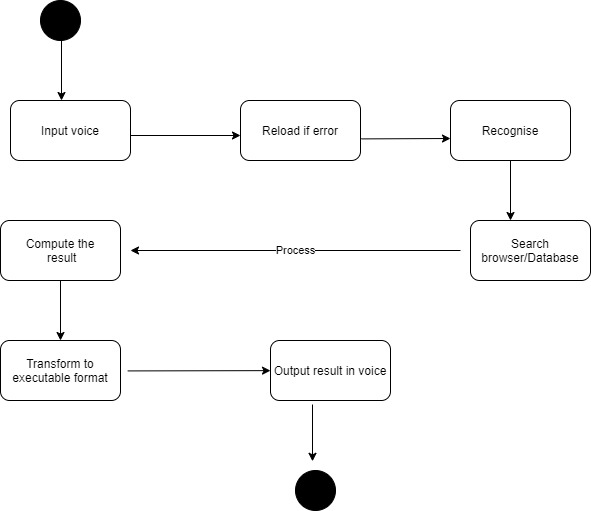 Input voice
Reload if error
Recognise
Compute the
result
Process
Search
browser/Database
Transform to
executable format
Output result in voice